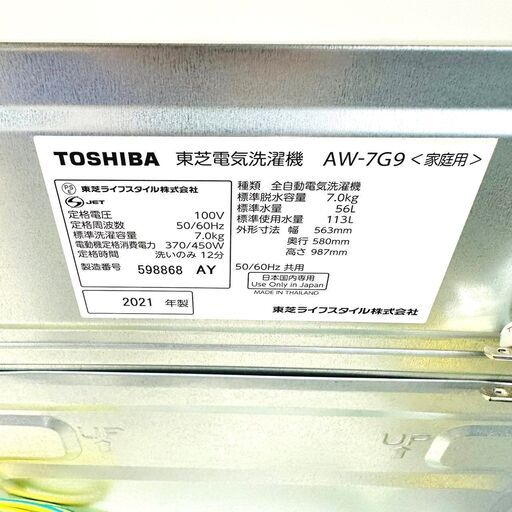 TOSHIBA 東芝電気洗濯機 AW-7G9 <家庭用>
PS E
東芝ライフスタイル株式会社
JET
定格電圧 100V
定格周波数 50/60Hz
標準洗濯容量 7.0kg
電動機定格消費電力 370/450W
定格時間 洗いのみ 12分
製造番号 598868 AY
2021 年製
種類 全自動電気洗濯機
標準脱水容量 7.0kg
標準水量 56L
標準使用水量 113L
外形寸法 幅 563mm
奥行 580mm
高さ 987mm
50/60Hz 共用
日本国内専用
Use Only in Japan
MADE IN THAILAND
東芝ライフスタイル株式会社
UP
UP